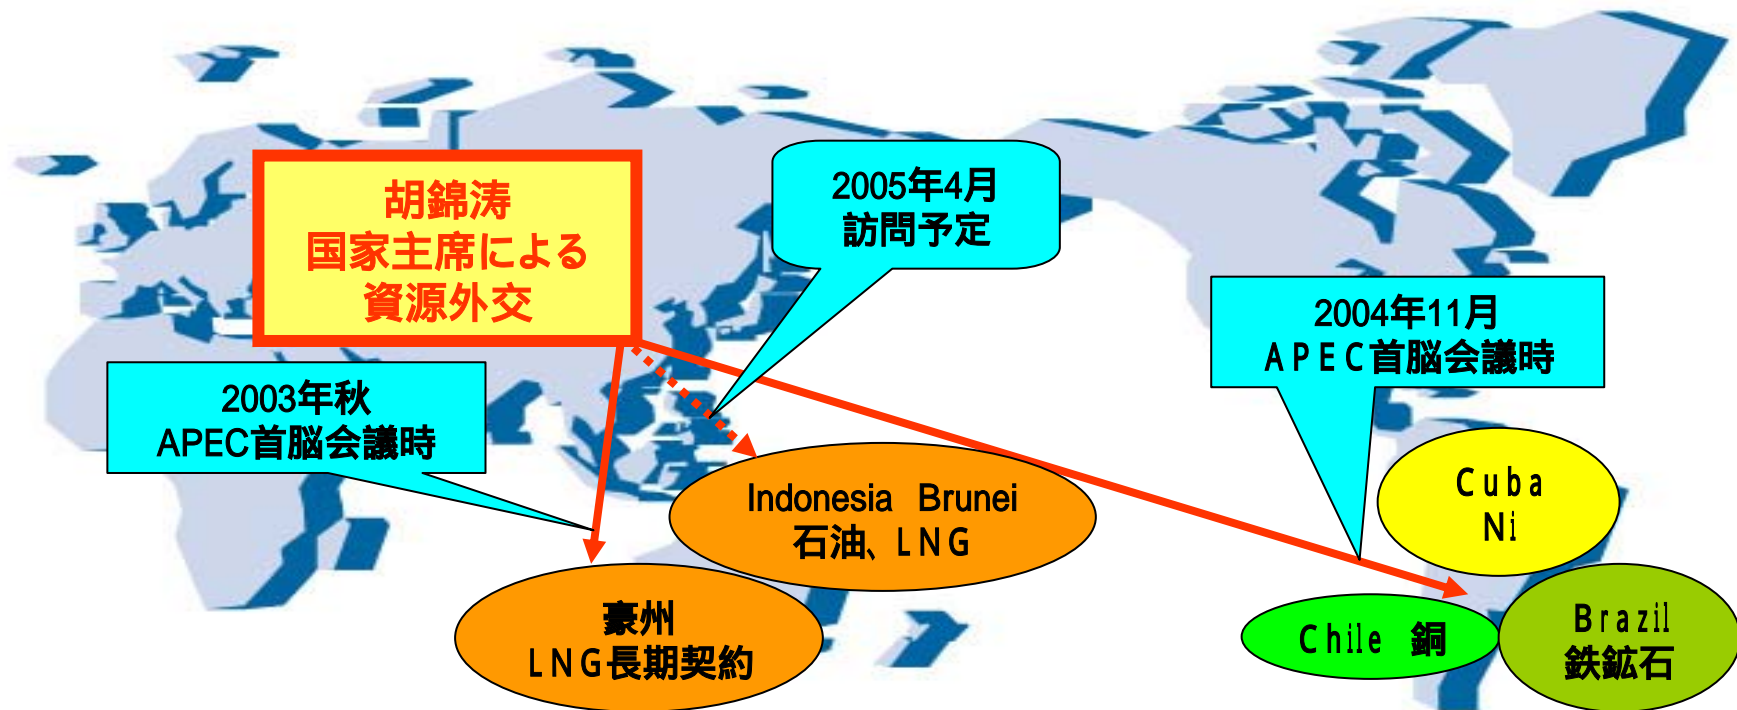 胡錦涛
国家主席による
資源外交
2005年4月
訪問予定
2004年11月
APEC首脳会議時
2003年秋
APEC首脳会議時
Indonesia Brunei
石油、LNG
Cuba
Ni
豪州
LNG長期契約
Chile 銅
Brazil
鉄鉱石